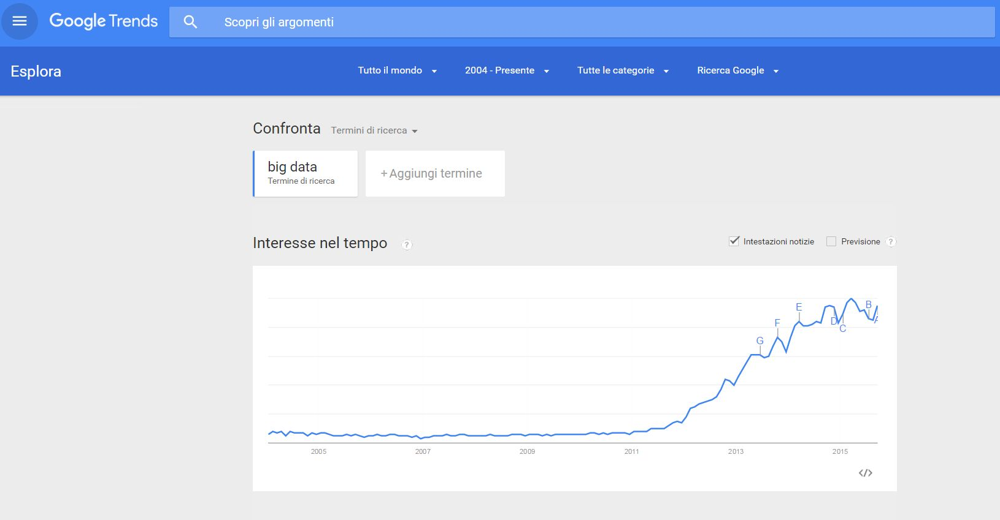 Google Trends
Scopri gli argomenti
Esplora
Tutto il mondo
2004 - Presente
Tutte le categorie
Ricerca Google
Confronta
Termini di ricerca
big data
Termine di ricerca
+Aggiungi termine
Interesse nel tempo ?
Intestazioni notizie
Previsione ?
G
F
E
D
C
B
A
2005
2007
2009
2011
2013
2015
</>